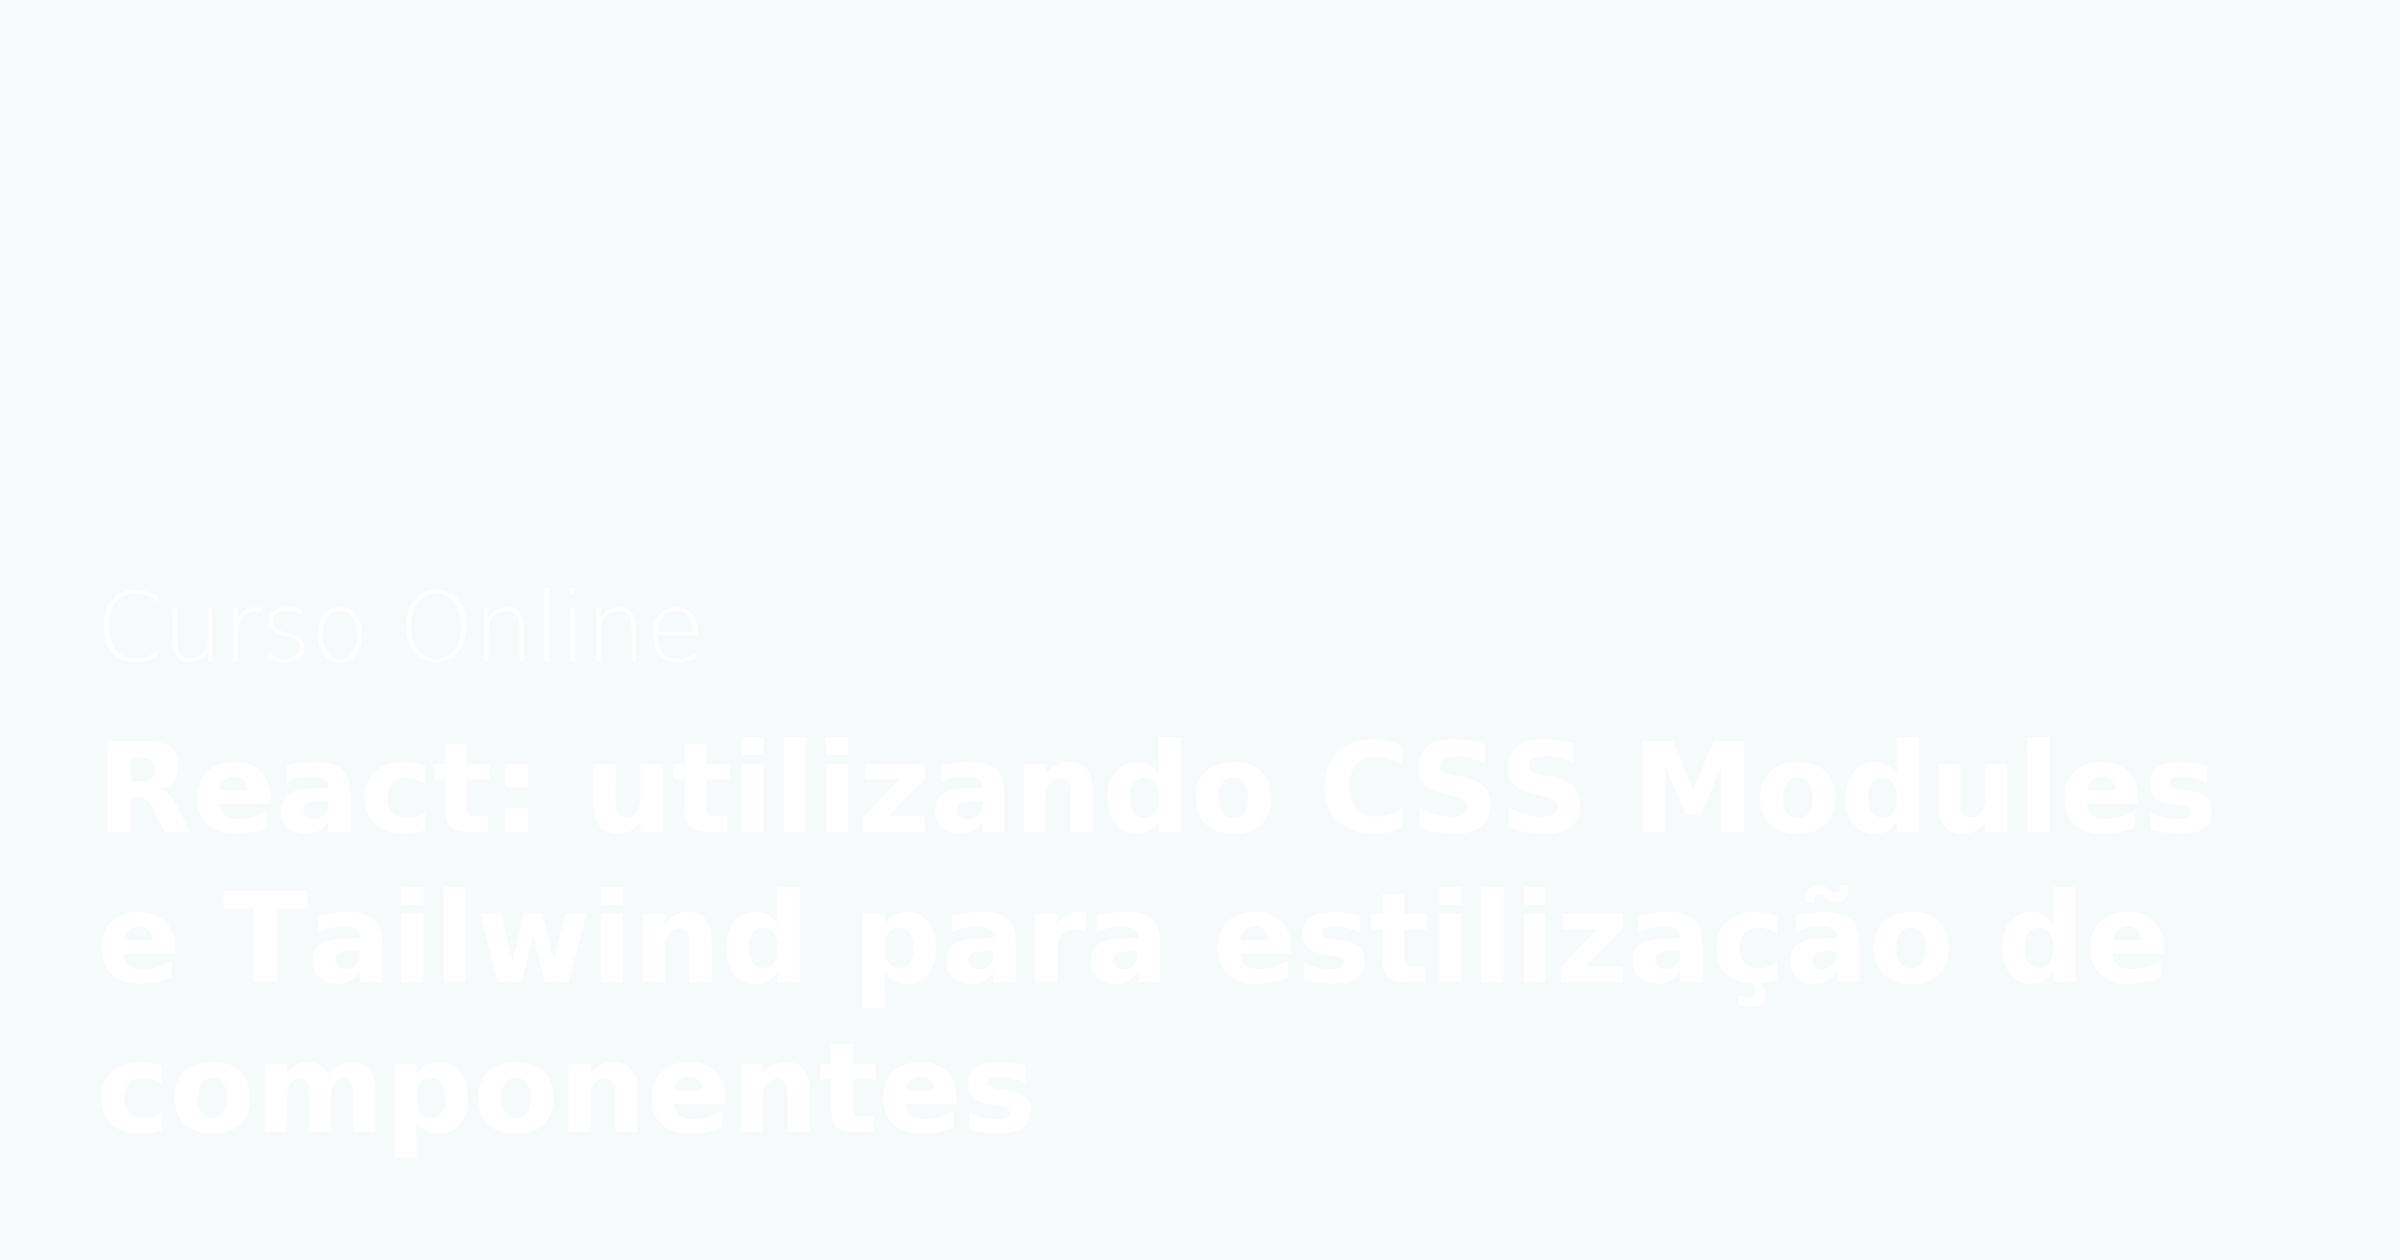 Curso Online
React: utilizando CSS Modules
e Tailwind para estilização de
componentes